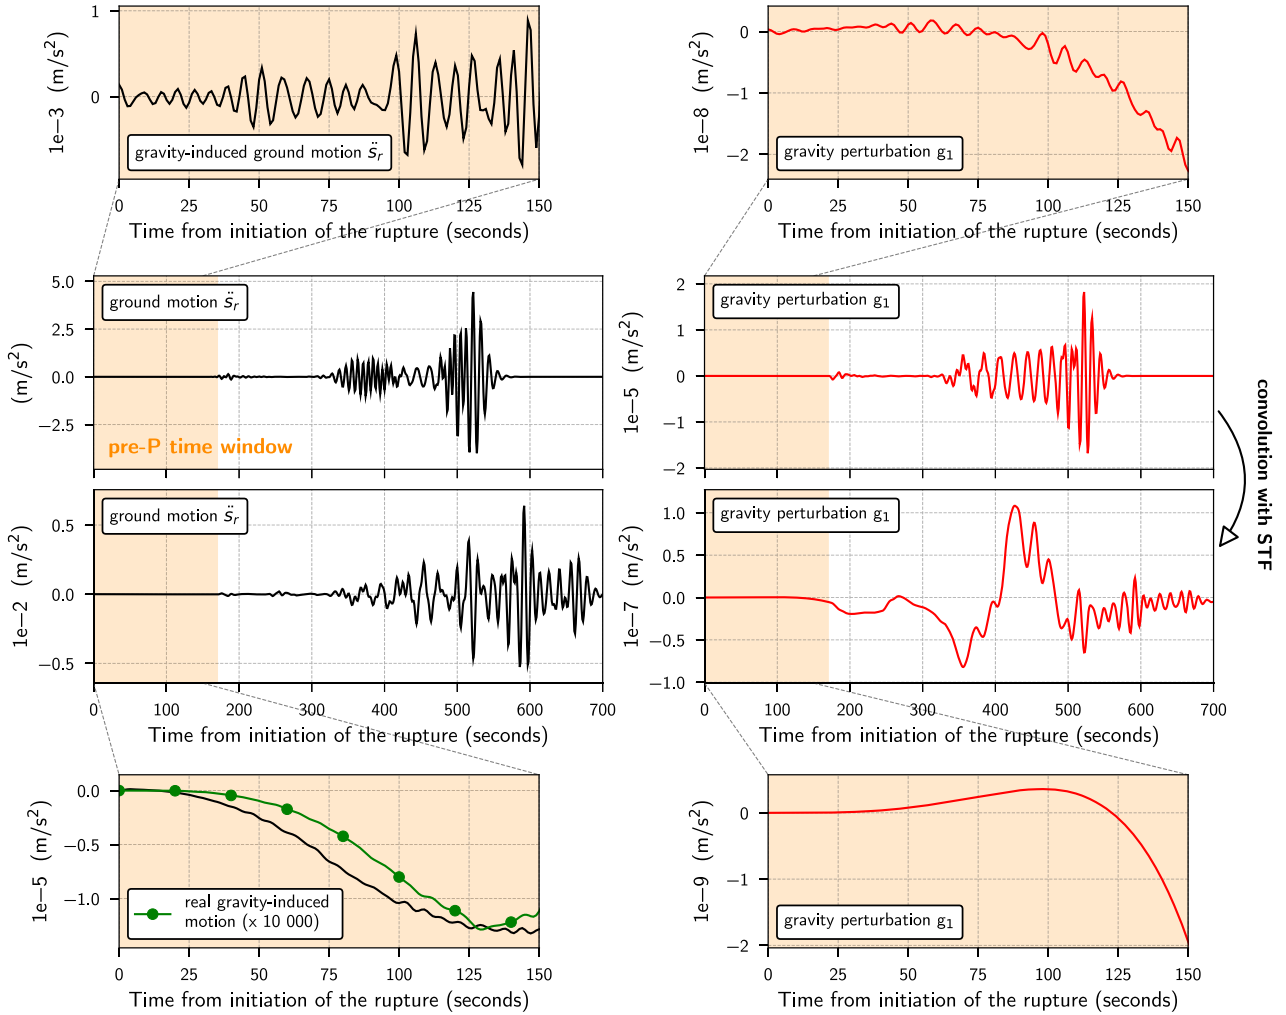 1e−3 (m/s²)
1
0
gravity-induced ground motion s̈ᵣ
0 25 50 75 100 125 150
Time from initiation of the rupture (seconds)
1e−8 (m/s²)
0
−1
−2
gravity perturbation g₁
0 25 50 75 100 125 150
Time from initiation of the rupture (seconds)
(m/s²)
5.0
2.5
0.0
−2.5
ground motion s̈ᵣ
pre-P time window
1e−5 (m/s²)
2
1
0
−1
−2
gravity perturbation g₁
convolution with STF
1e−2 (m/s²)
0.5
0.0
−0.5
ground motion s̈ᵣ
0 100 200 300 400 500 600 700
Time from initiation of the rupture (seconds)
1e−7 (m/s²)
1.0
0.5
0.0
−0.5
−1.0
gravity perturbation g₁
0 100 200 300 400 500 600 700
Time from initiation of the rupture (seconds)
1e−5 (m/s²)
0.0
−0.5
−1.0
real gravity-induced
motion (x 10 000)
0 25 50 75 100 125 150
Time from initiation of the rupture (seconds)
1e−9 (m/s²)
0
−1
−2
gravity perturbation g₁
0 25 50 75 100 125 150
Time from initiation of the rupture (seconds)